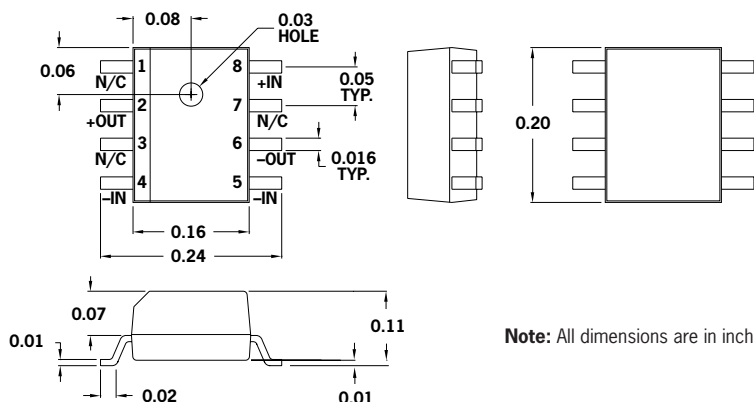 0.08
0.03
HOLE
0.06
1
8
N/C
+IN
0.05
TYP.
2
7
+OUT
N/C
0.20
3
6
N/C
–OUT
0.016
TYP.
4
5
–IN
–IN
0.16
0.24
0.07
0.11
0.01
Note: All dimensions are in inch
0.02
0.01